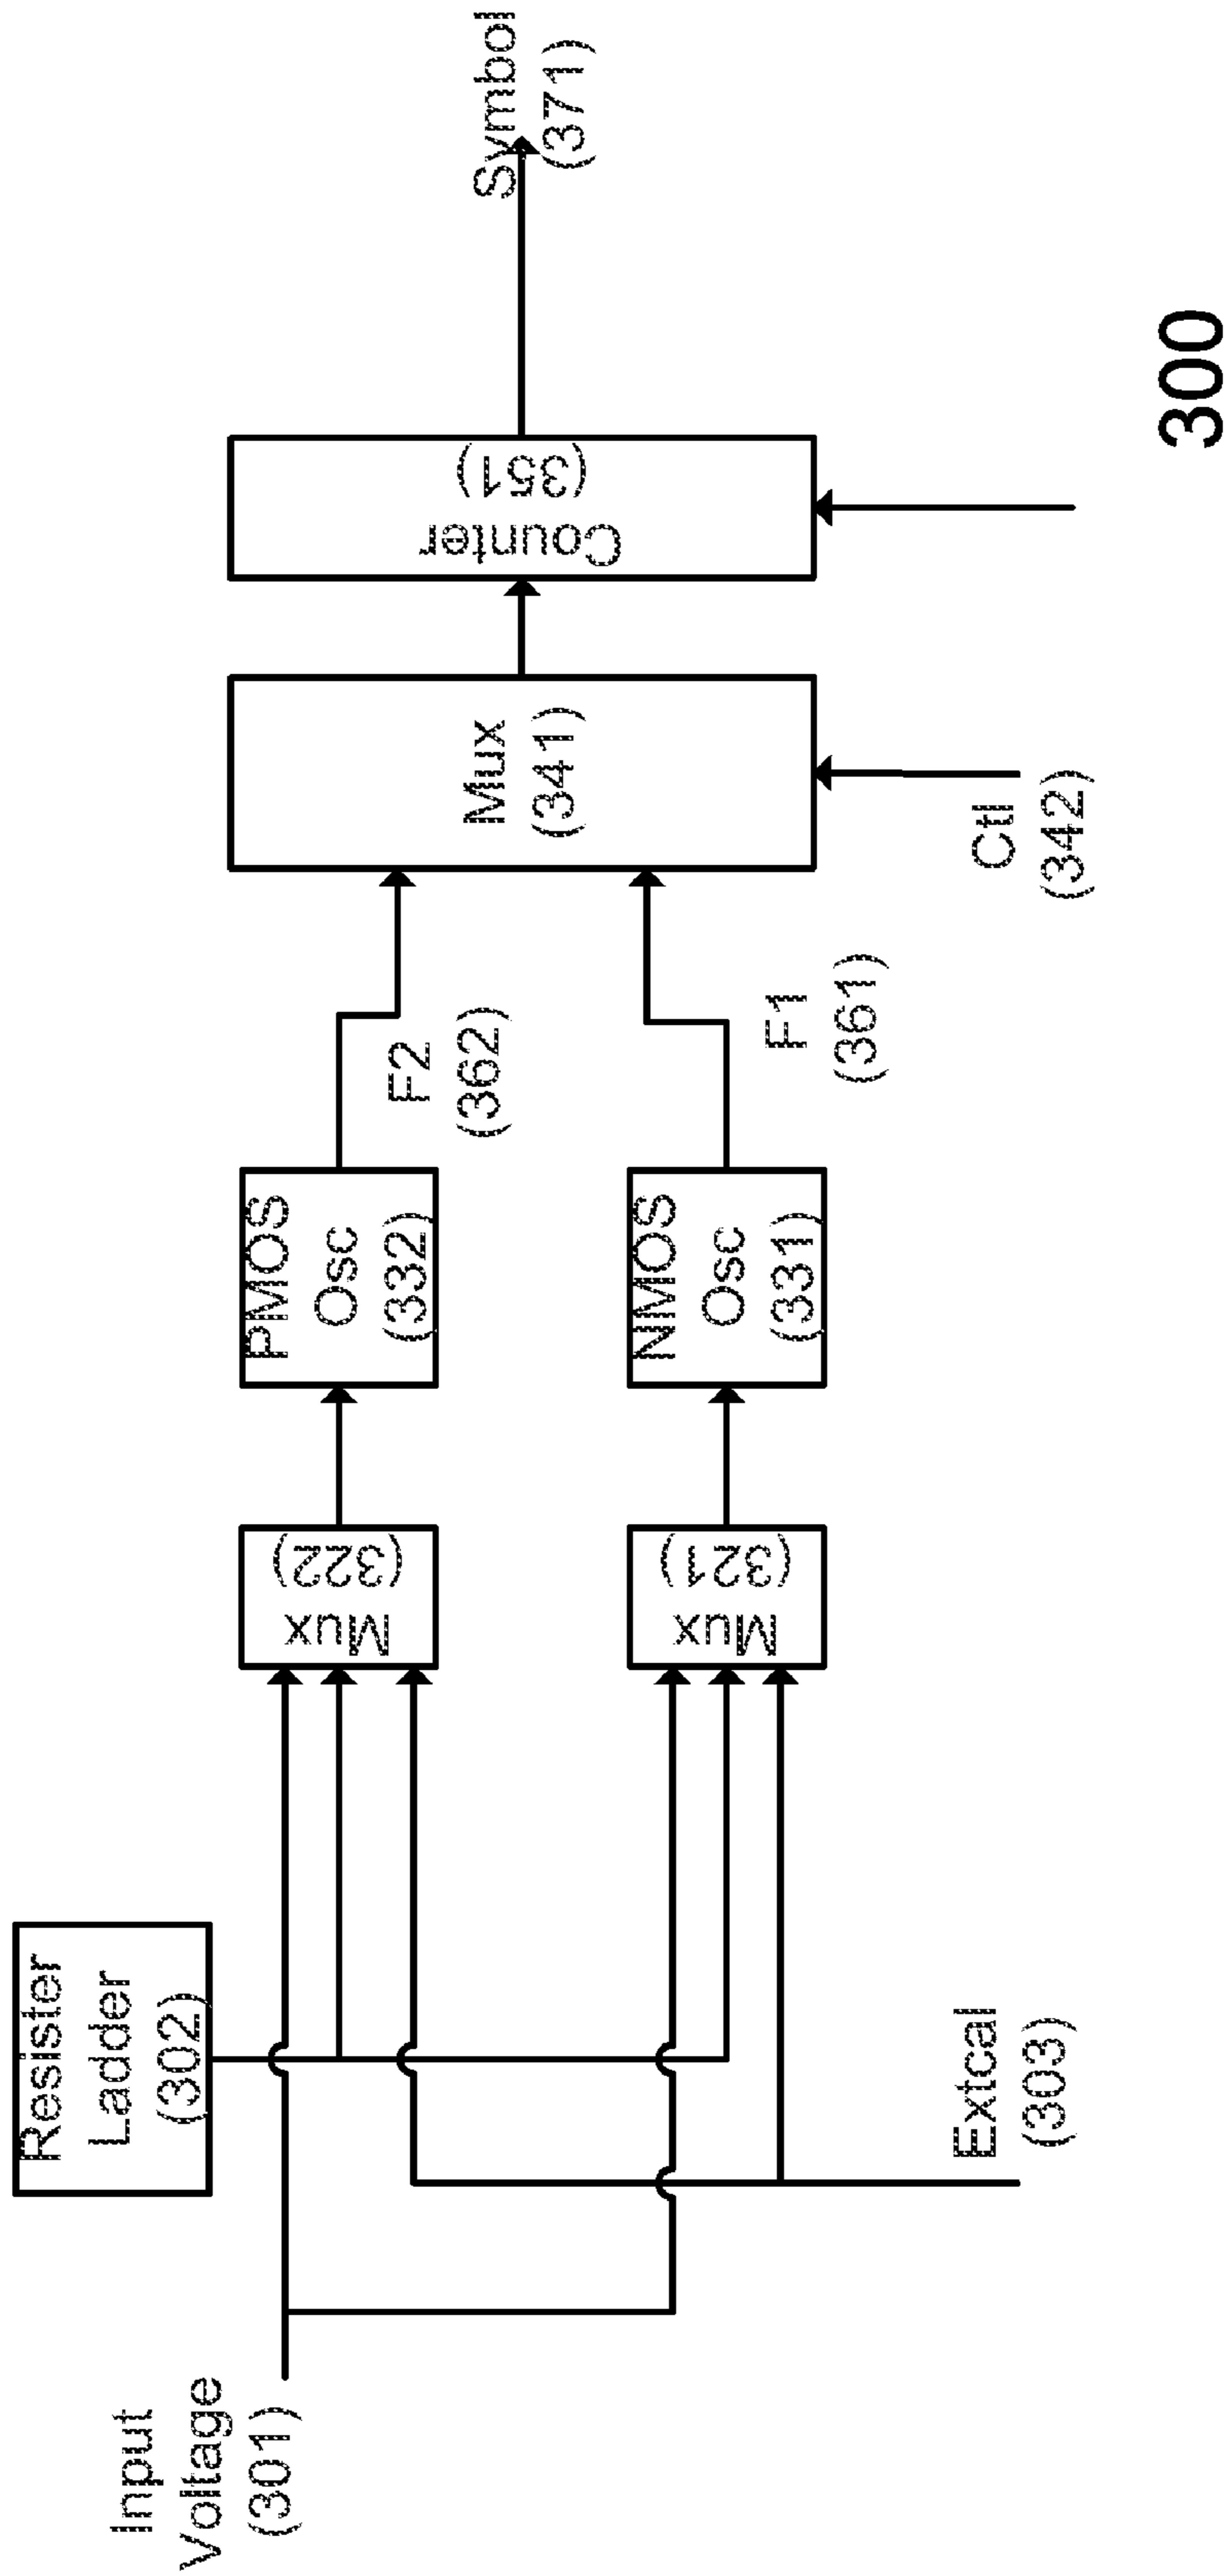 Resister
Ladder
(302)
Input
Voltage
(301)
Extcal
(303)
Mux
(322)
Mux
(321)
PMOS
Osc
(332)
NMOS
Osc
(331)
F2
(362)
F1
(361)
Mux
(341)
Ctl
(342)
Counter
(351)
Symbol
(371)
300